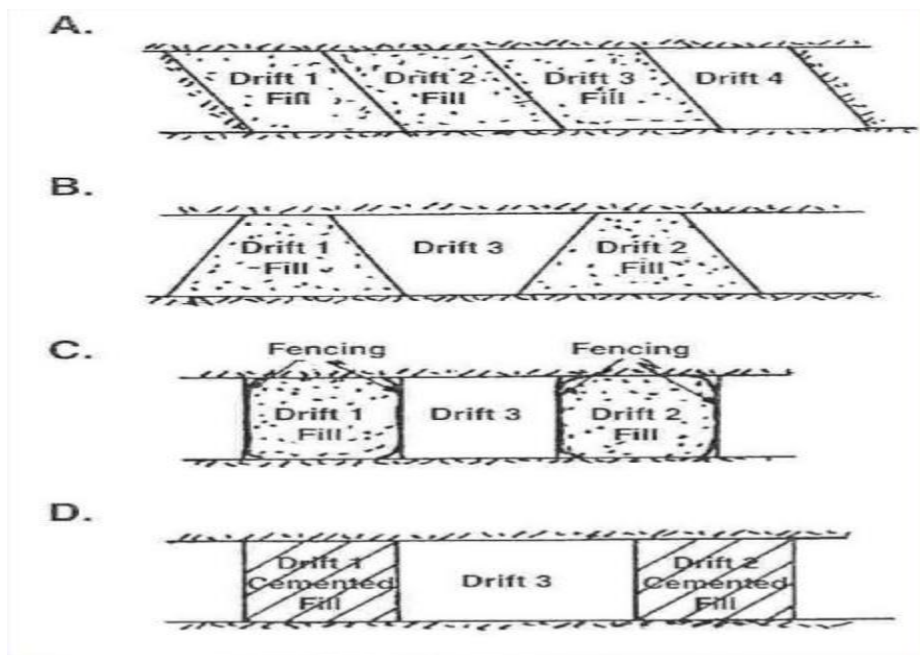 A.
Drift 1 Drift 2 Drift 3 Drift 4
Fill Fill Fill
B.
Drift 1 Drift 3 Drift 2
Fill Fill
C.
Fencing Fencing
Drift 1 Drift 3 Drift 2
Fill Fill
D.
Drift 1 Drift 2
Cemented Drift 3 Cemented
Fill Fill